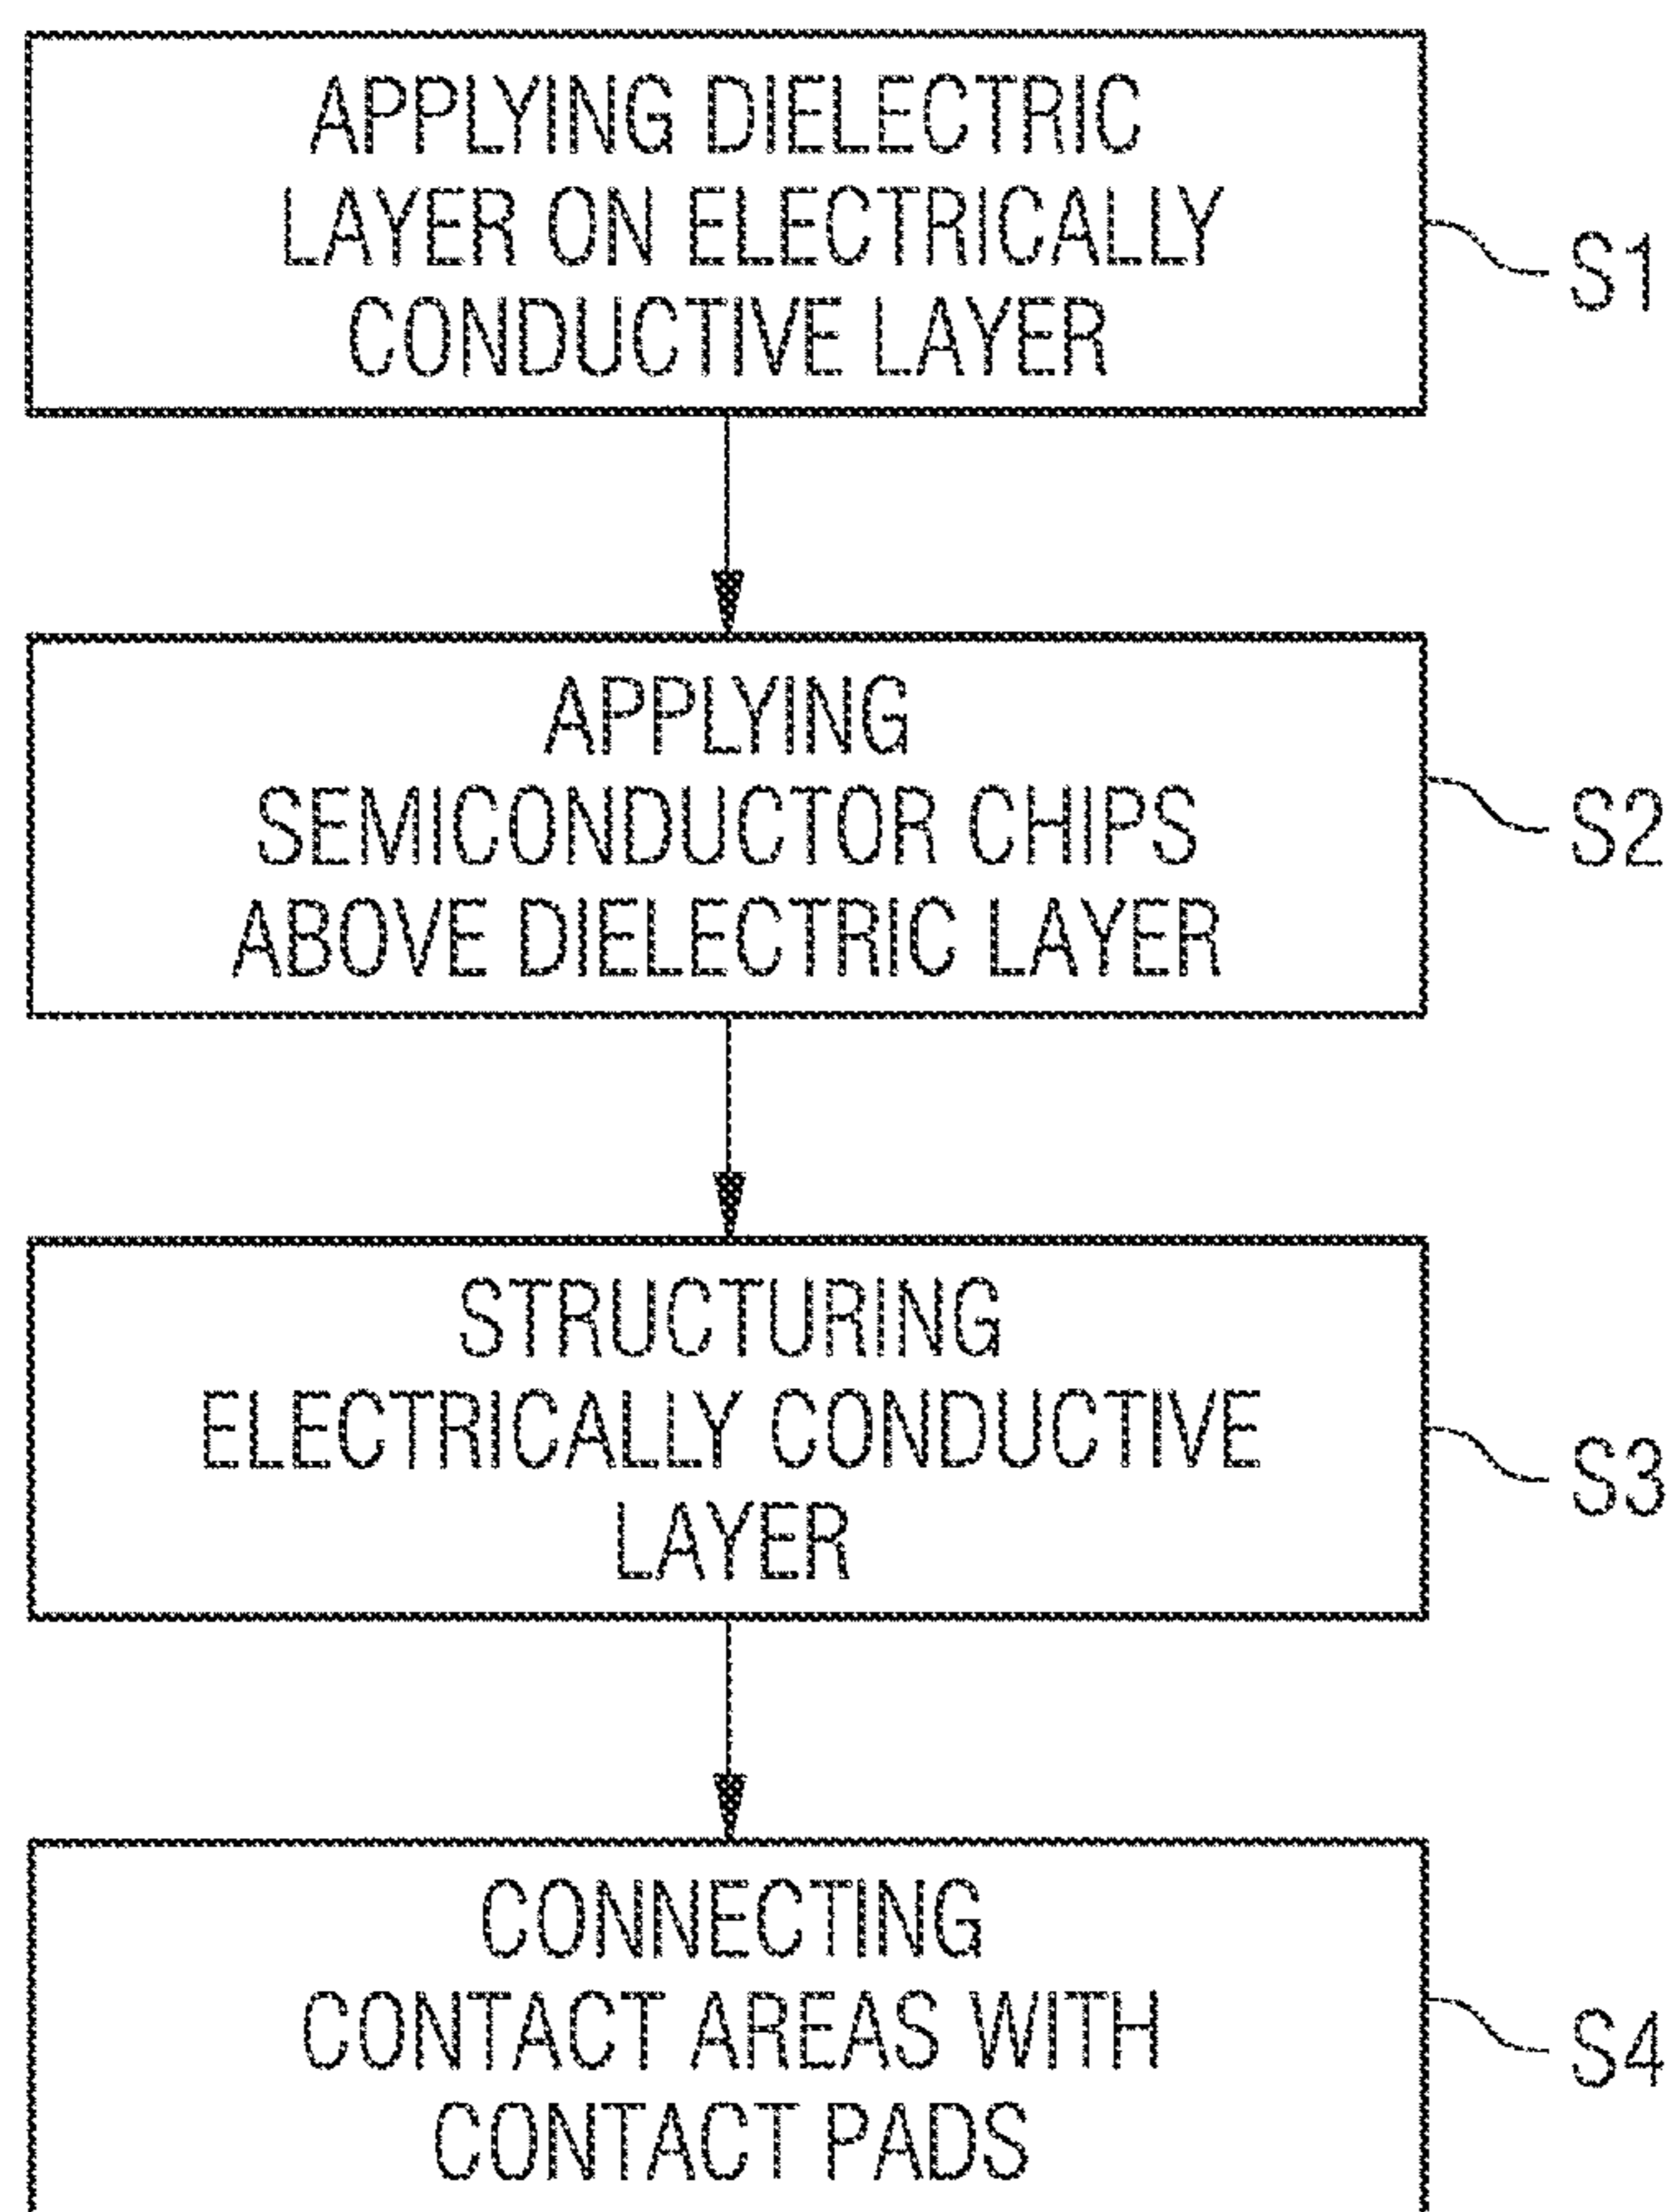 APPLYING DIELECTRIC
LAYER ON ELECTRICALLY
CONDUCTIVE LAYER
S1
APPLYING
SEMICONDUCTOR CHIPS
ABOVE DIELECTRIC LAYER
S2
STRUCTURING
ELECTRICALLY CONDUCTIVE
LAYER
S3
CONNECTING
CONTACT AREAS WITH
CONTACT PADS
S4